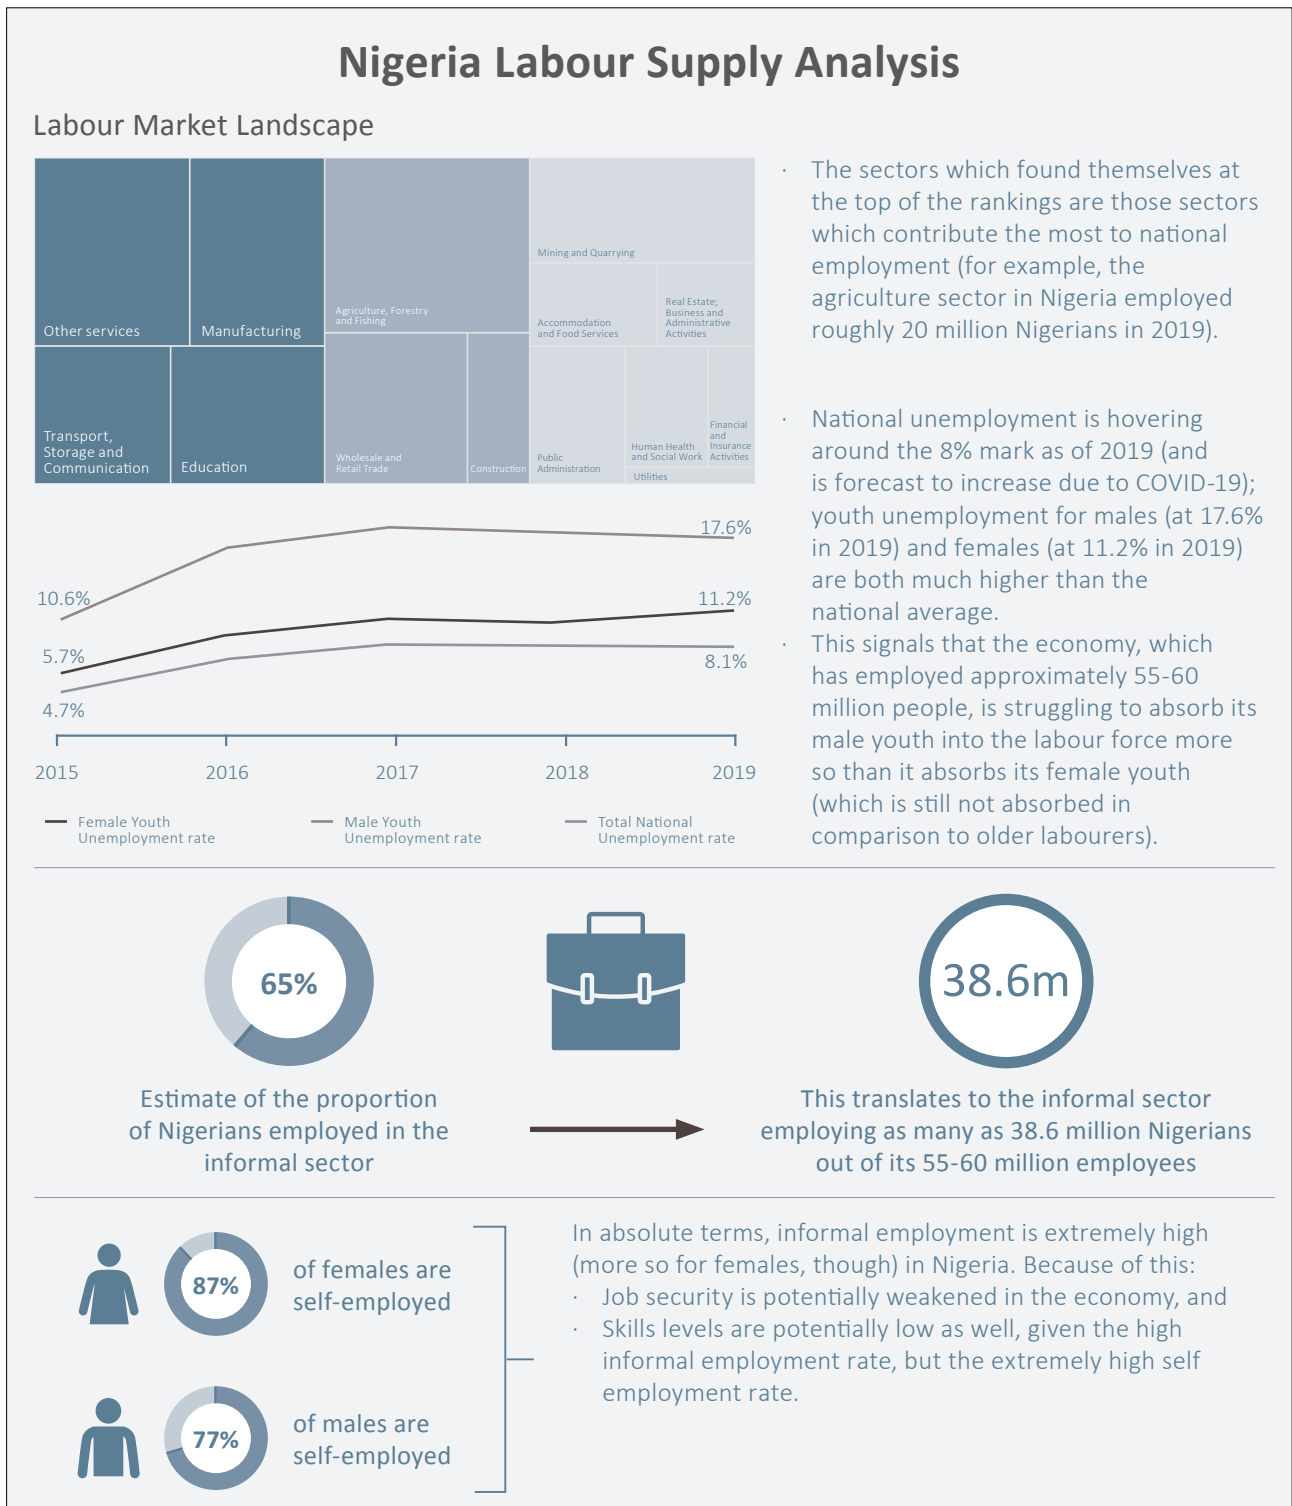 Nigeria Labour Supply Analysis
Labour Market Landscape
Other services
Manufacturing
Transport,
Storage and
Communication
Education
Agriculture, Forestry
and Fishing
Wholesale and
Retail Trade
Construction
Mining and Quarrying
Accommodation
and Food Services
Real Estate;
Business and
Administrative
Activities
Public
Administration
Human Health
and Social Work
Financial
and
Insurance
Activities
Utilities
· The sectors which found themselves at
the top of the rankings are those sectors
which contribute the most to national
employment (for example, the
agriculture sector in Nigeria employed
roughly 20 million Nigerians in 2019).
· National unemployment is hovering
around the 8% mark as of 2019 (and
is forecast to increase due to COVID-19);
youth unemployment for males (at 17.6%
in 2019) and females (at 11.2% in 2019)
are both much higher than the
national average.
· This signals that the economy, which
has employed approximately 55-60
million people, is struggling to absorb its
male youth into the labour force more
so than it absorbs its female youth
(which is still not absorbed in
comparison to older labourers).
17.6%
10.6%
11.2%
5.7%
8.1%
4.7%
2015 2016 2017 2018 2019
Female Youth
Unemployment rate
Male Youth
Unemployment rate
Total National
Unemployment rate
65%
Estimate of the proportion
of Nigerians employed in the
informal sector
38.6m
This translates to the informal sector
employing as many as 38.6 million Nigerians
out of its 55-60 million employees
87%
of females are
self-employed
77%
of males are
self-employed
In absolute terms, informal employment is extremely high
(more so for females, though) in Nigeria. Because of this:
· Job security is potentially weakened in the economy, and
· Skills levels are potentially low as well, given the high
informal employment rate, but the extremely high self
employment rate.